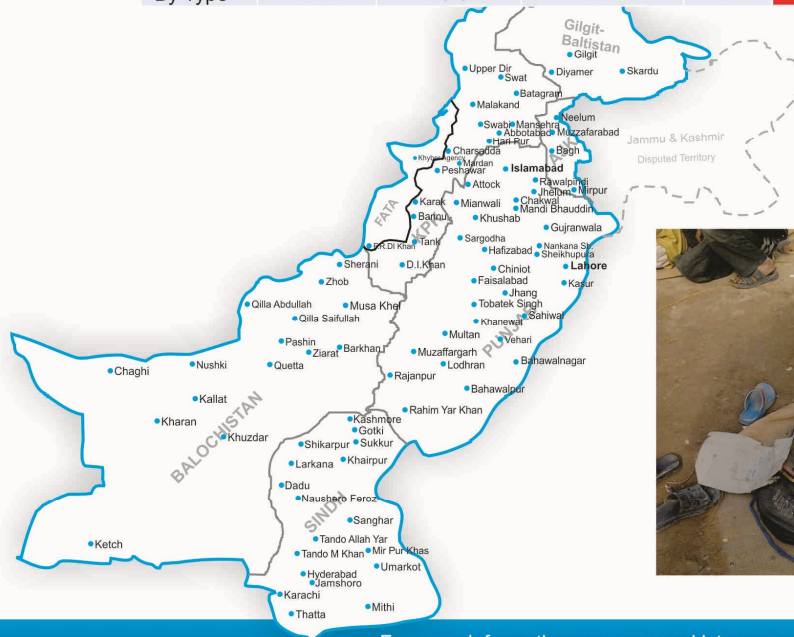 By Type
Gilgit-
Baltistan
Gilgit
Upper Dir
Diyamer
Skardu
Swat
Batagram
Malakand
Neelum
Swabi
Mansehra
Abbotabad
Muzzafarabad
Hari Pur
Jammu & Kashmir
Disputed Territory
Charsadda
Bagh
Khyber Agency
Mardan
Peshawar
Islamabad
Attock
Rawalpindi
Jhelum
Mirpur
Karak
Mianwali
Chakwal
Mandi Bhauddin
FATA
Bannu
KPK
Khushab
Gujranwala
Tank
Sargodha
Hafizabad
Sheikhupura
Sherani
D.I.Khan
Chiniot
Lahore
Zhob
Faisalabad
Kasur
Jhang
Qilla Abdullah
Musa Khel
Tobatek Singh
Qilla Saifullah
Khanewal
Sahiwal
PUNJAB
Multan
Vehari
Pashin
Ziarat
Barkhan
Muzaffargarh
Chaghi
Nushki
Quetta
Lodhran
Bahawalnagar
Rajanpur
Bahawalpur
Kallat
Rahim Yar Khan
Kharan
Kashmore
BALOCHISTAN
Khuzdar
Gotki
Shikarpur
Sukkur
Larkana
Khairpur
Dadu
Naushero Feroz
SINDH
Sanghar
Ketch
Tando Allah Yar
Tando M Khan
Mir Pur Khas
Umarkot
Hyderabad
Jamshoro
Karachi
Thatta
Mithi